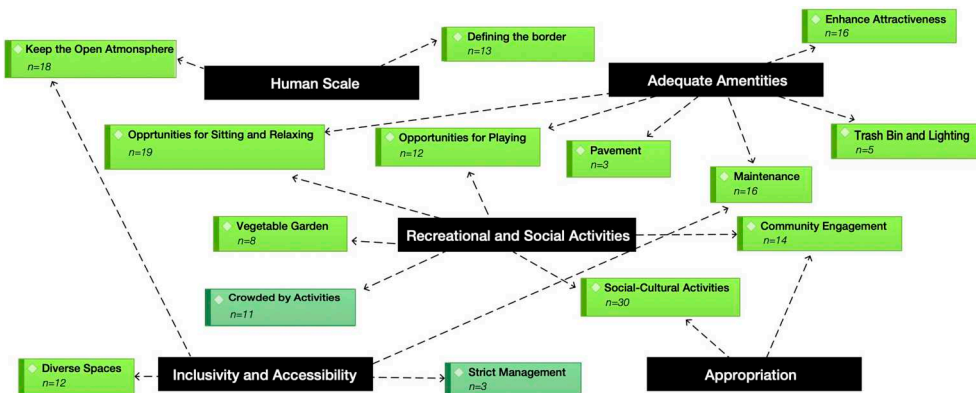 Enhance Attractiveness
n=16
Keep the Open Atmonsphere
n=18
Defining the border
n=13
Human Scale
Adequate Amentities
Opprtunities for Sitting and Relaxing
n=19
Opportunities for Playing
n=12
Pavement
n=3
Trash Bin and Lighting
n=5
Maintenance
n=16
Vegetable Garden
n=8
Recreational and Social Activities
Community Engagement
n=14
Crowded by Activities
n=11
Social-Cultural Activities
n=30
Diverse Spaces
n=12
Inclusivity and Accessibility
Strict Management
n=3
Appropriation